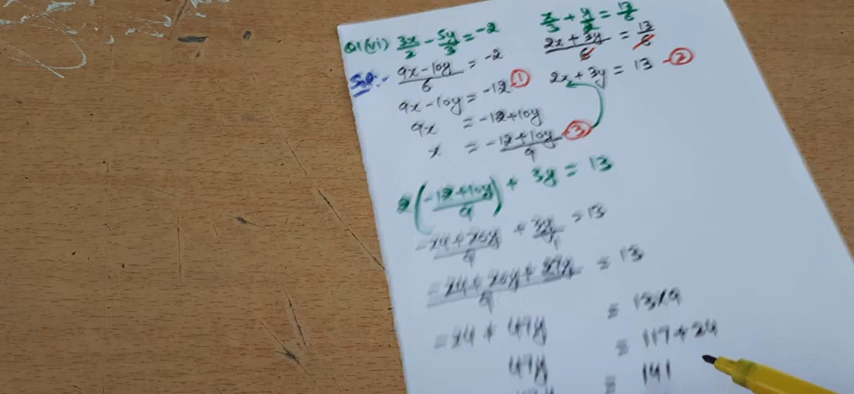 Q1(vi) 3x/2 - 5y/3 = -2    x/3 + y/2 = 13/6
Sol:- 9x-10y/6 = -2    2x+3y/6 = 13/6
9x-10y = -12 ①    2x+3y = 13 -②
9x = -12+10y
x = -12+10y/9 -③
2(-12+10y/9) + 3y = 13
-24+20y/9 + 3y/1 = 13
-24+20y+27y/9 = 13
-24 + 47y = 13x9
47y = 117+24
47y = 141